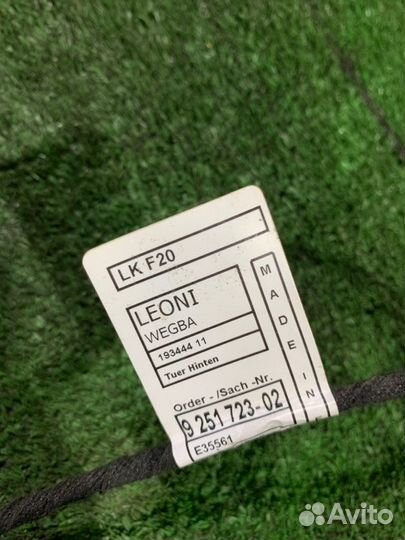 LK F20
LEONI
WEGBA
193444 11
Tuer Hinten
Order - /Sach -Nr.
9 251 723-02
E35561
MADE IN
Avito